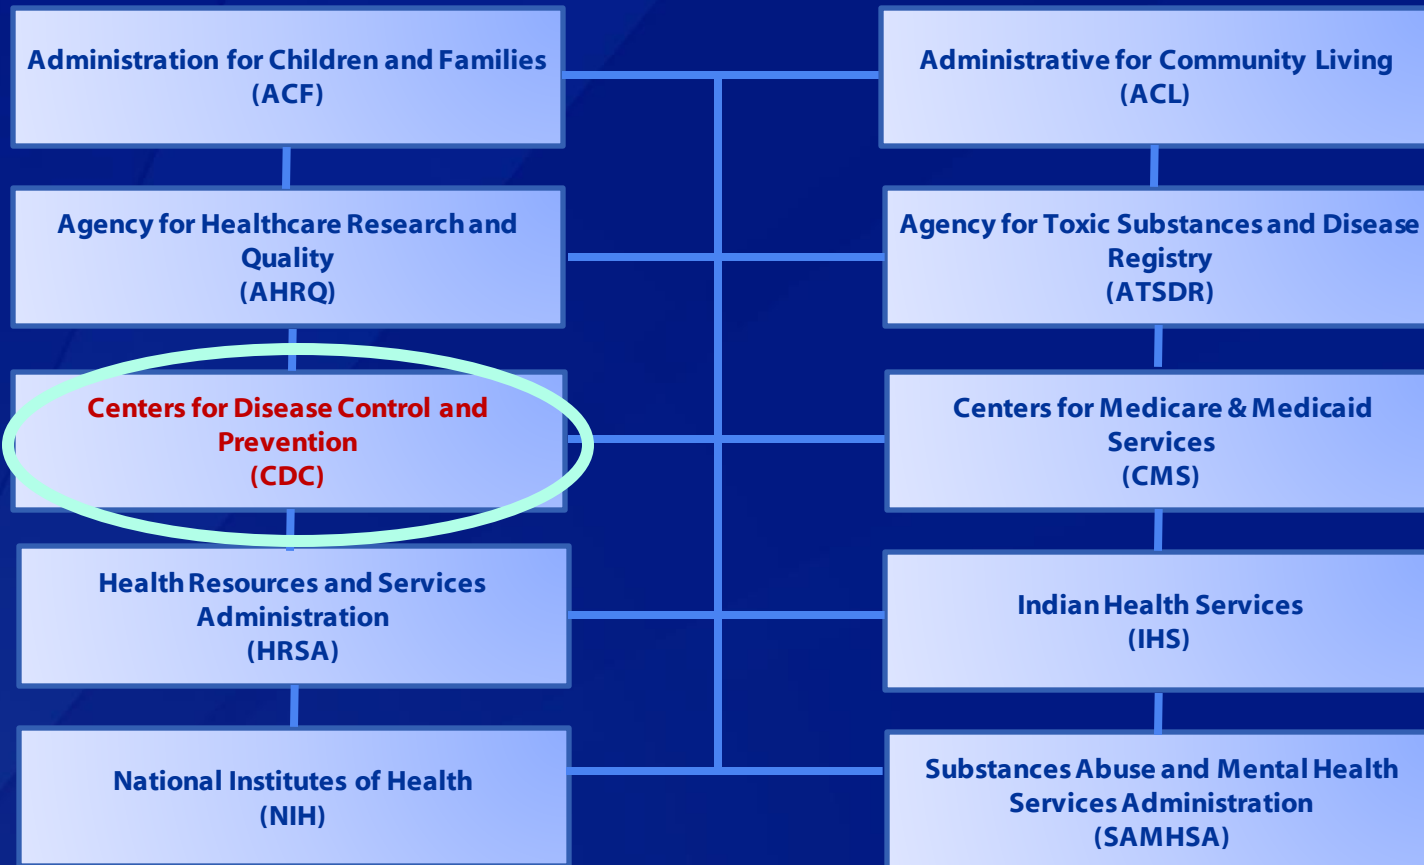 Administration for Children and Families
(ACF)
Administrative for Community Living
(ACL)
Agency for Healthcare Research and
Quality
(AHRQ)
Agency for Toxic Substances and Disease
Registry
(ATSDR)
Centers for Disease Control and
Prevention
(CDC)
Centers for Medicare & Medicaid
Services
(CMS)
Health Resources and Services
Administration
(HRSA)
Indian Health Services
(IHS)
National Institutes of Health
(NIH)
Substances Abuse and Mental Health
Services Administration
(SAMHSA)